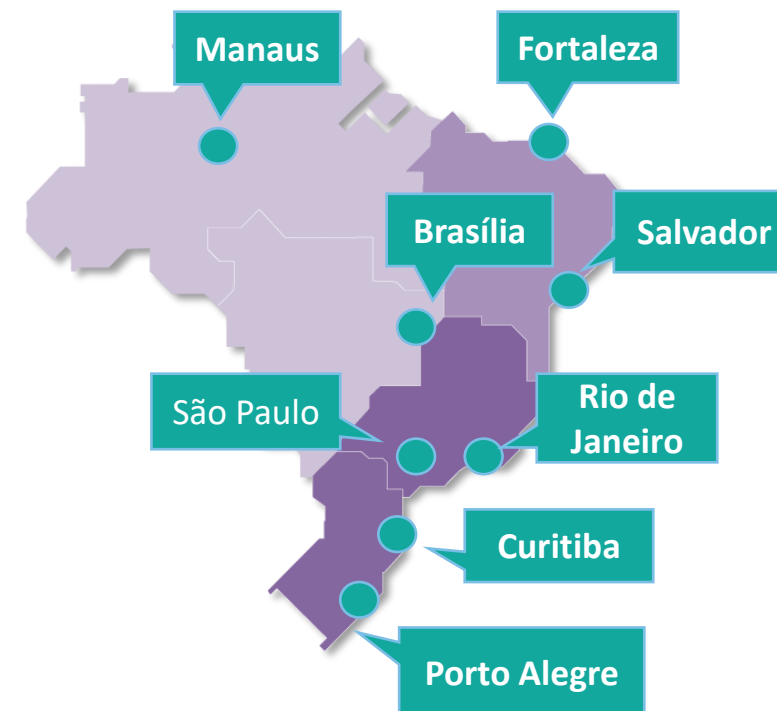 Manaus
Fortaleza
Brasília
Salvador
São Paulo
Rio de
Janeiro
Curitiba
Porto Alegre